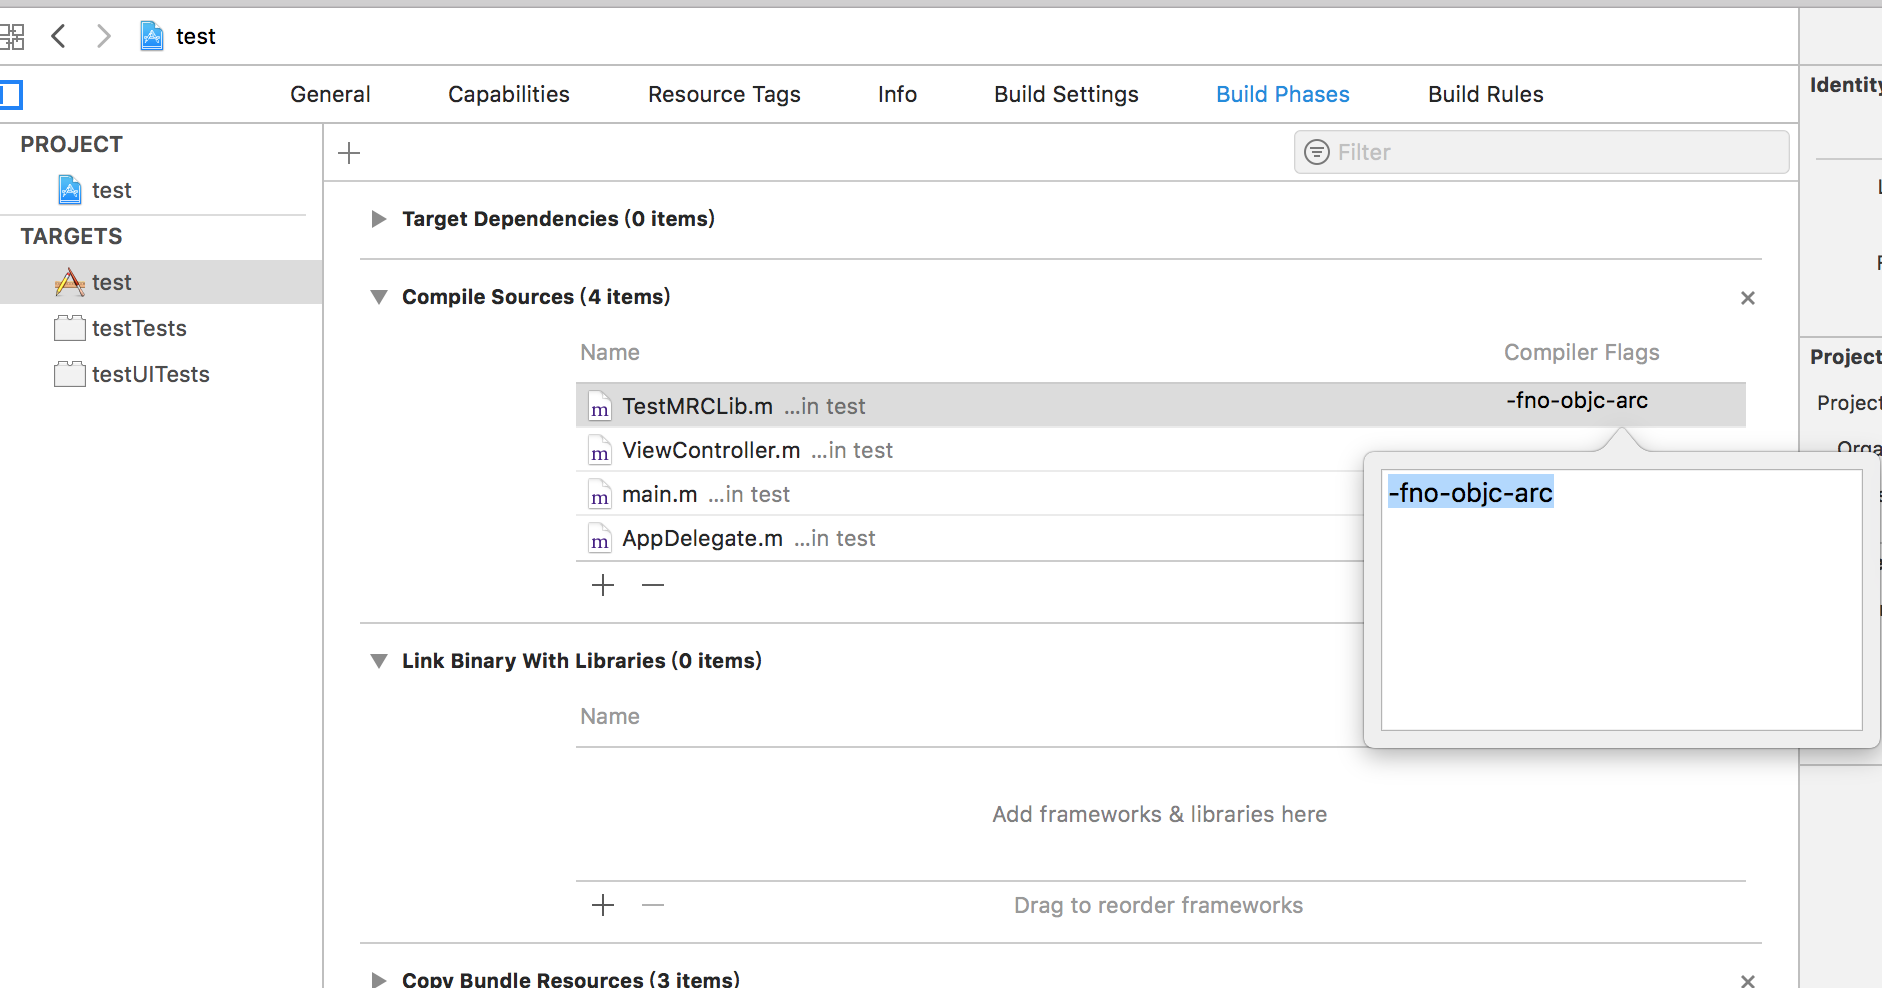 test
General Capabilities Resource Tags Info Build Settings Build Phases Build Rules
Identity
PROJECT
test
TARGETS
test
testTests
testUITests
Filter
Target Dependencies (0 items)
Compile Sources (4 items)
Name Compiler Flags
m TestMRCLib.m ...in test -fno-objc-arc
m ViewController.m ...in test
m main.m ...in test
m AppDelegate.m ...in test
-fno-objc-arc
Link Binary With Libraries (0 items)
Name
Add frameworks & libraries here
Drag to reorder frameworks
Copy Bundle Resources (3 items)
Project
Project